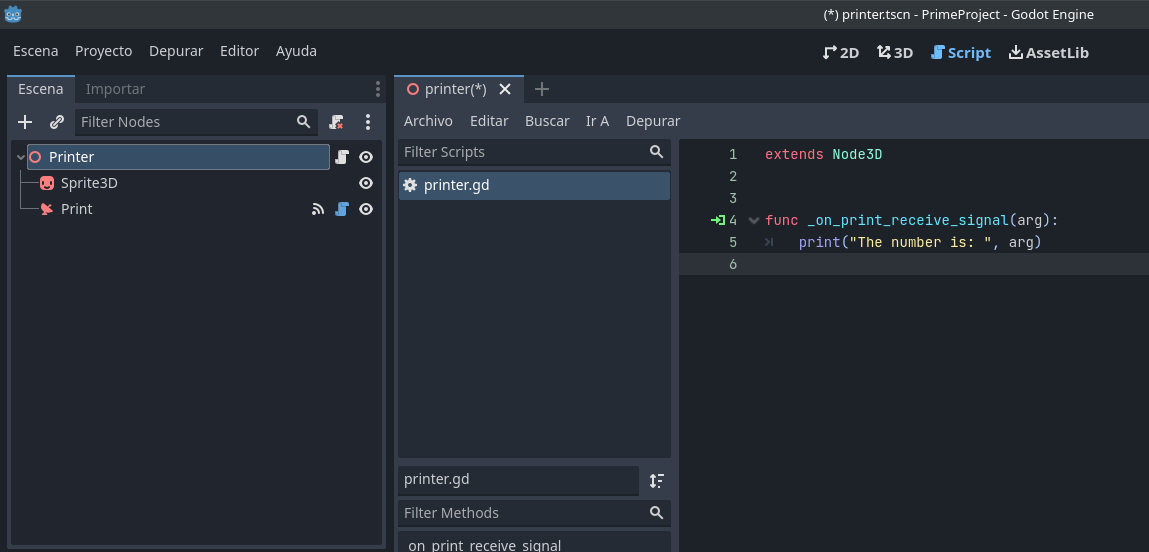 (*) printer.tscn - PrimeProject - Godot Engine
Escena Proyecto Depurar Editor Ayuda
2D 3D Script AssetLib
Escena Importar
printer(*)
Filter Nodes
Archivo Editar Buscar Ir A Depurar
Printer
Sprite3D
Print
Filter Scripts
printer.gd
1 extends Node3D
2
3
4 func _on_print_receive_signal(arg):
5 print("The number is: ", arg)
6
printer.gd
Filter Methods
_on_print_receive_signal